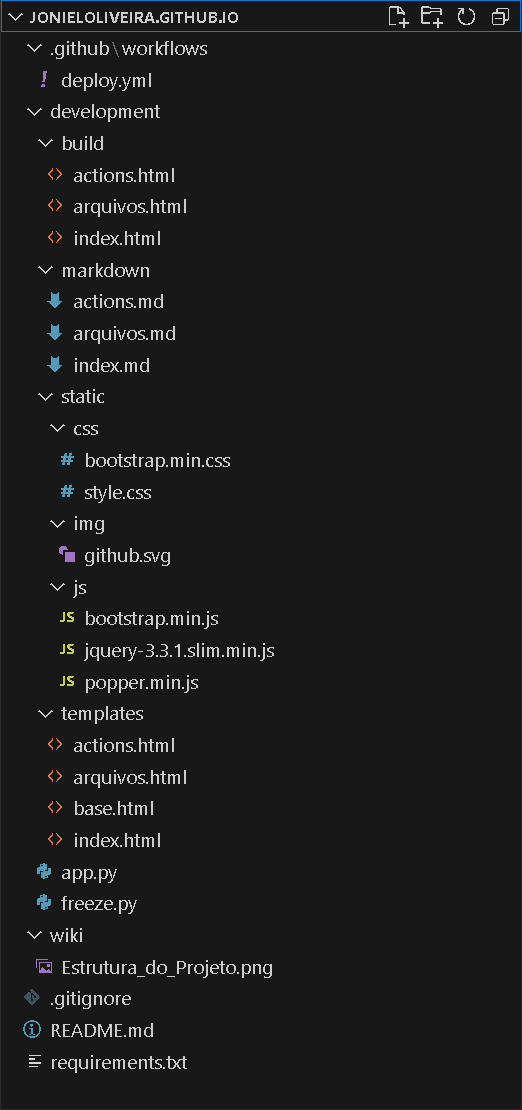 JONIELOLIVEIRA.GITHUB.IO
.github\workflows
! deploy.yml
development
build
<> actions.html
<> arquivos.html
<> index.html
markdown
actions.md
arquivos.md
index.md
static
css
# bootstrap.min.css
# style.css
img
github.svg
js
JS bootstrap.min.js
JS jquery-3.3.1.slim.min.js
JS popper.min.js
templates
<> actions.html
<> arquivos.html
<> base.html
<> index.html
app.py
freeze.py
wiki
Estrutura_do_Projeto.png
.gitignore
README.md
requirements.txt